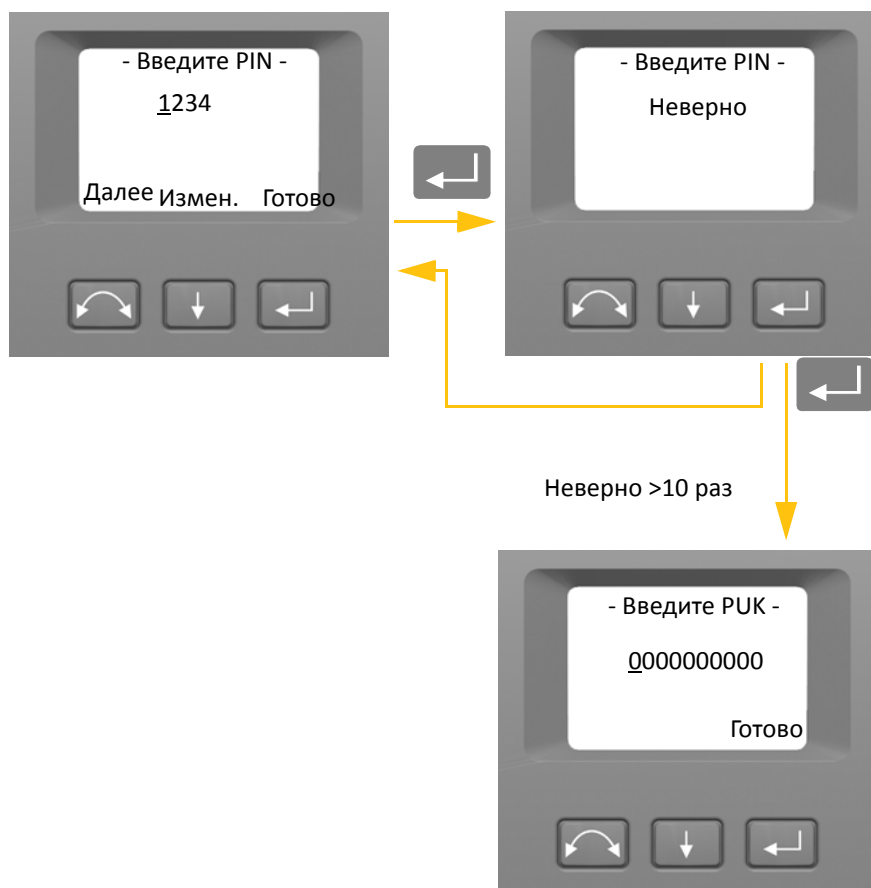 - Введите PIN -
1234
Далее Измен. Готово
- Введите PIN -
Неверно
Неверно >10 раз
- Введите PUK -
0000000000
Готово